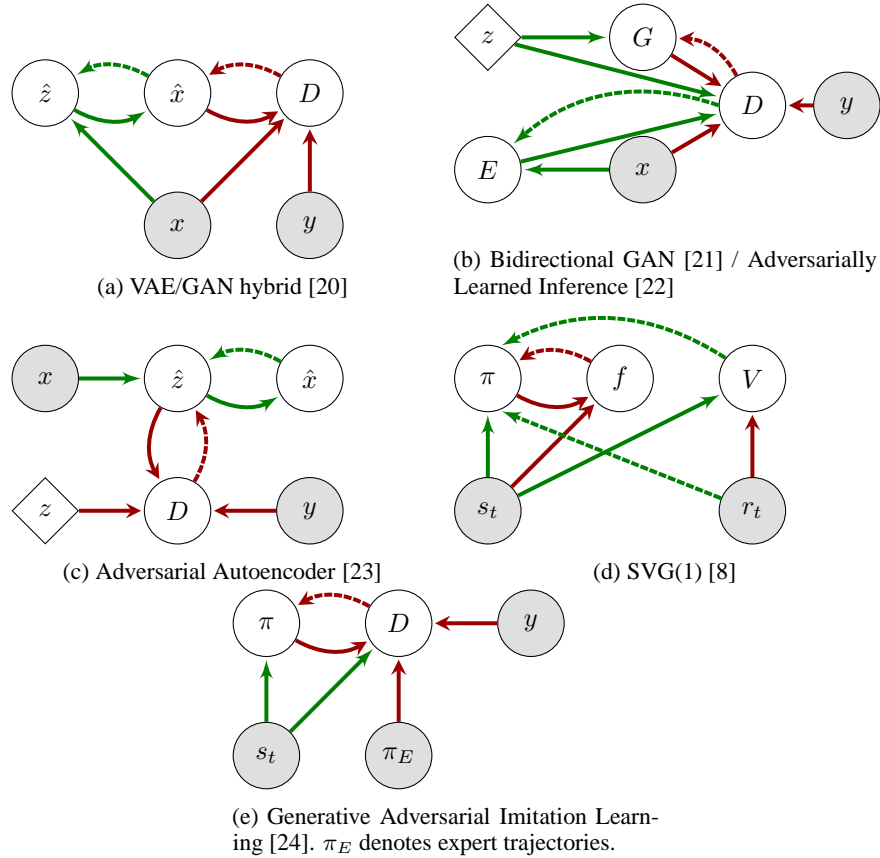 ẑ x̂ D
x y
(a) VAE/GAN hybrid [20]
z G
D y
E x
(b) Bidirectional GAN [21] / Adversarially
Learned Inference [22]
x ẑ x̂
z D y
(c) Adversarial Autoencoder [23]
π f V
s_t r_t
(d) SVG(1) [8]
π D y
s_t π_E
(e) Generative Adversarial Imitation Learn-
ing [24]. π_E denotes expert trajectories.